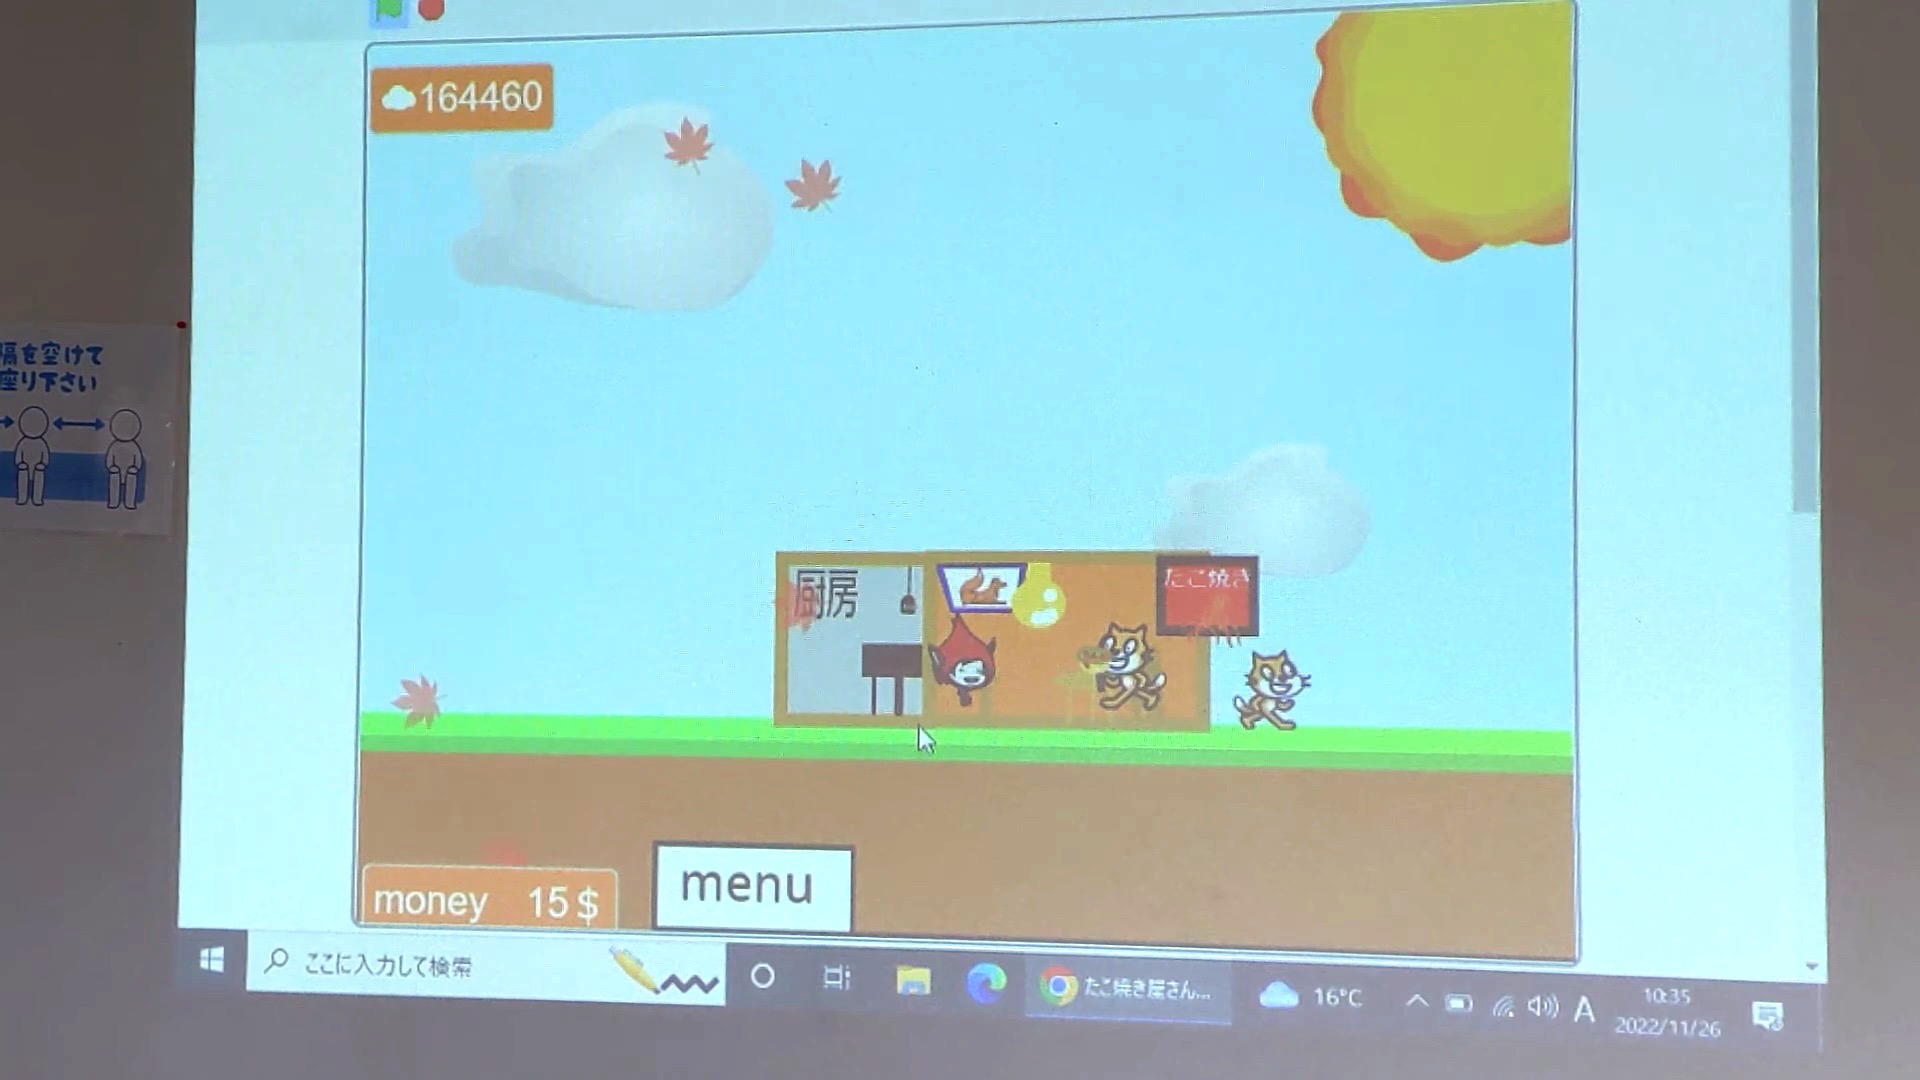 164460
隔を空けて
座り下さい
厨房
たこ焼き
money 15$
menu
ここに入力して検索
たこ焼き屋さん...
16°C
A
10:35
2022/11/26